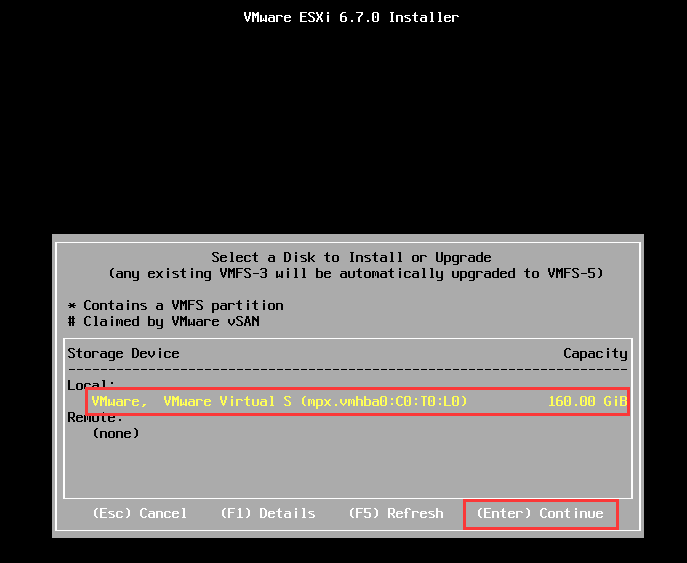 VMware ESXi 6.7.0 Installer
Select a Disk to Install or Upgrade
(any existing VMFS-3 will be automatically upgraded to VMFS-5)
* Contains a VMFS partition
# Claimed by VMware vSAN
Storage Device Capacity
Local:
VMware, VMware Virtual S (mpx.vmhba0:C0:T0:L0) 160.00 GiB
Remote:
(none)
(Esc) Cancel (F1) Details (F5) Refresh (Enter) Continue